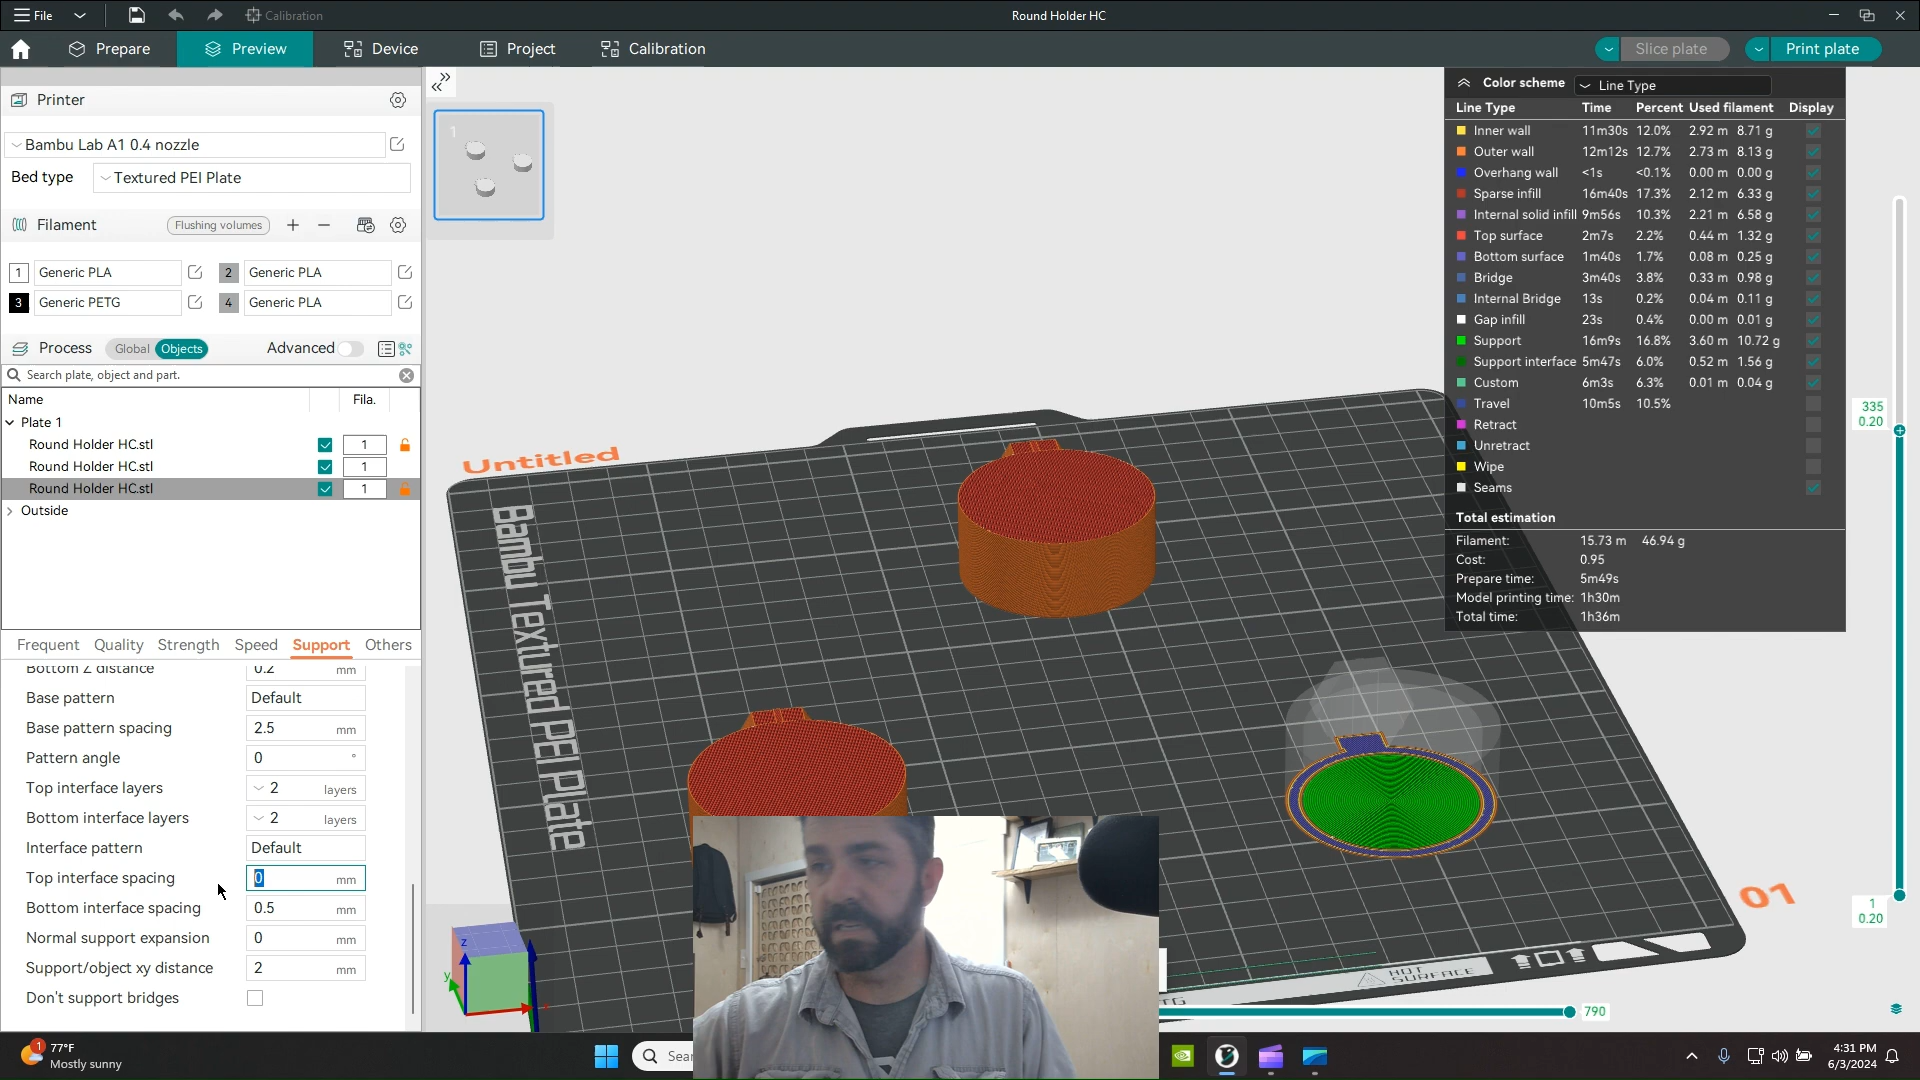 File
Calibration
Round Holder HC
Prepare
Preview
Device
Project
Calibration
Slice plate
Print plate
Printer
Bambu Lab A1 0.4 nozzle
Bed type
Textured PEI Plate
Filament
Flushing volumes
1 Generic PLA
2 Generic PLA
3 Generic PETG
4 Generic PLA
Process
Global
Objects
Advanced
Search plate, object and part.
Name Fila.
Plate 1
Round Holder HC.stl 1
Round Holder HC.stl 1
Round Holder HC.stl 1
Outside
Frequent Quality Strength Speed Support Others
Bottom Z distance 0.2 mm
Base pattern Default
Base pattern spacing 2.5 mm
Pattern angle 0 °
Top interface layers 2 layers
Bottom interface layers 2 layers
Interface pattern Default
Top interface spacing 0 mm
Bottom interface spacing 0.5 mm
Normal support expansion 0 mm
Support/object xy distance 2 mm
Don't support bridges
1
Untitled
Bambu Textured PEI Plate
01
HOT SURFACE
z
y
Color scheme Line Type
Line Type Time Percent Used filament Display
Inner wall 11m30s 12.0% 2.92 m 8.71 g
Outer wall 12m12s 12.7% 2.73 m 8.13 g
Overhang wall <1s <0.1% 0.00 m 0.00 g
Sparse infill 16m40s 17.3% 2.12 m 6.33 g
Internal solid infill 9m56s 10.3% 2.21 m 6.58 g
Top surface 2m7s 2.2% 0.44 m 1.32 g
Bottom surface 1m40s 1.7% 0.08 m 0.25 g
Bridge 3m40s 3.8% 0.33 m 0.98 g
Internal Bridge 13s 0.2% 0.04 m 0.11 g
Gap infill 23s 0.4% 0.00 m 0.01 g
Support 16m9s 16.8% 3.60 m 10.72 g
Support interface 5m47s 6.0% 0.52 m 1.56 g
Custom 6m3s 6.3% 0.01 m 0.04 g
Travel 10m5s 10.5%
Retract
Unretract
Wipe
Seams
Total estimation
Filament: 15.73 m 46.94 g
Cost: 0.95
Prepare time: 5m49s
Model printing time: 1h30m
Total time: 1h36m
335
0.20
1
0.20
790
1
77°F
Mostly sunny
Sear
4:31 PM
6/3/2024